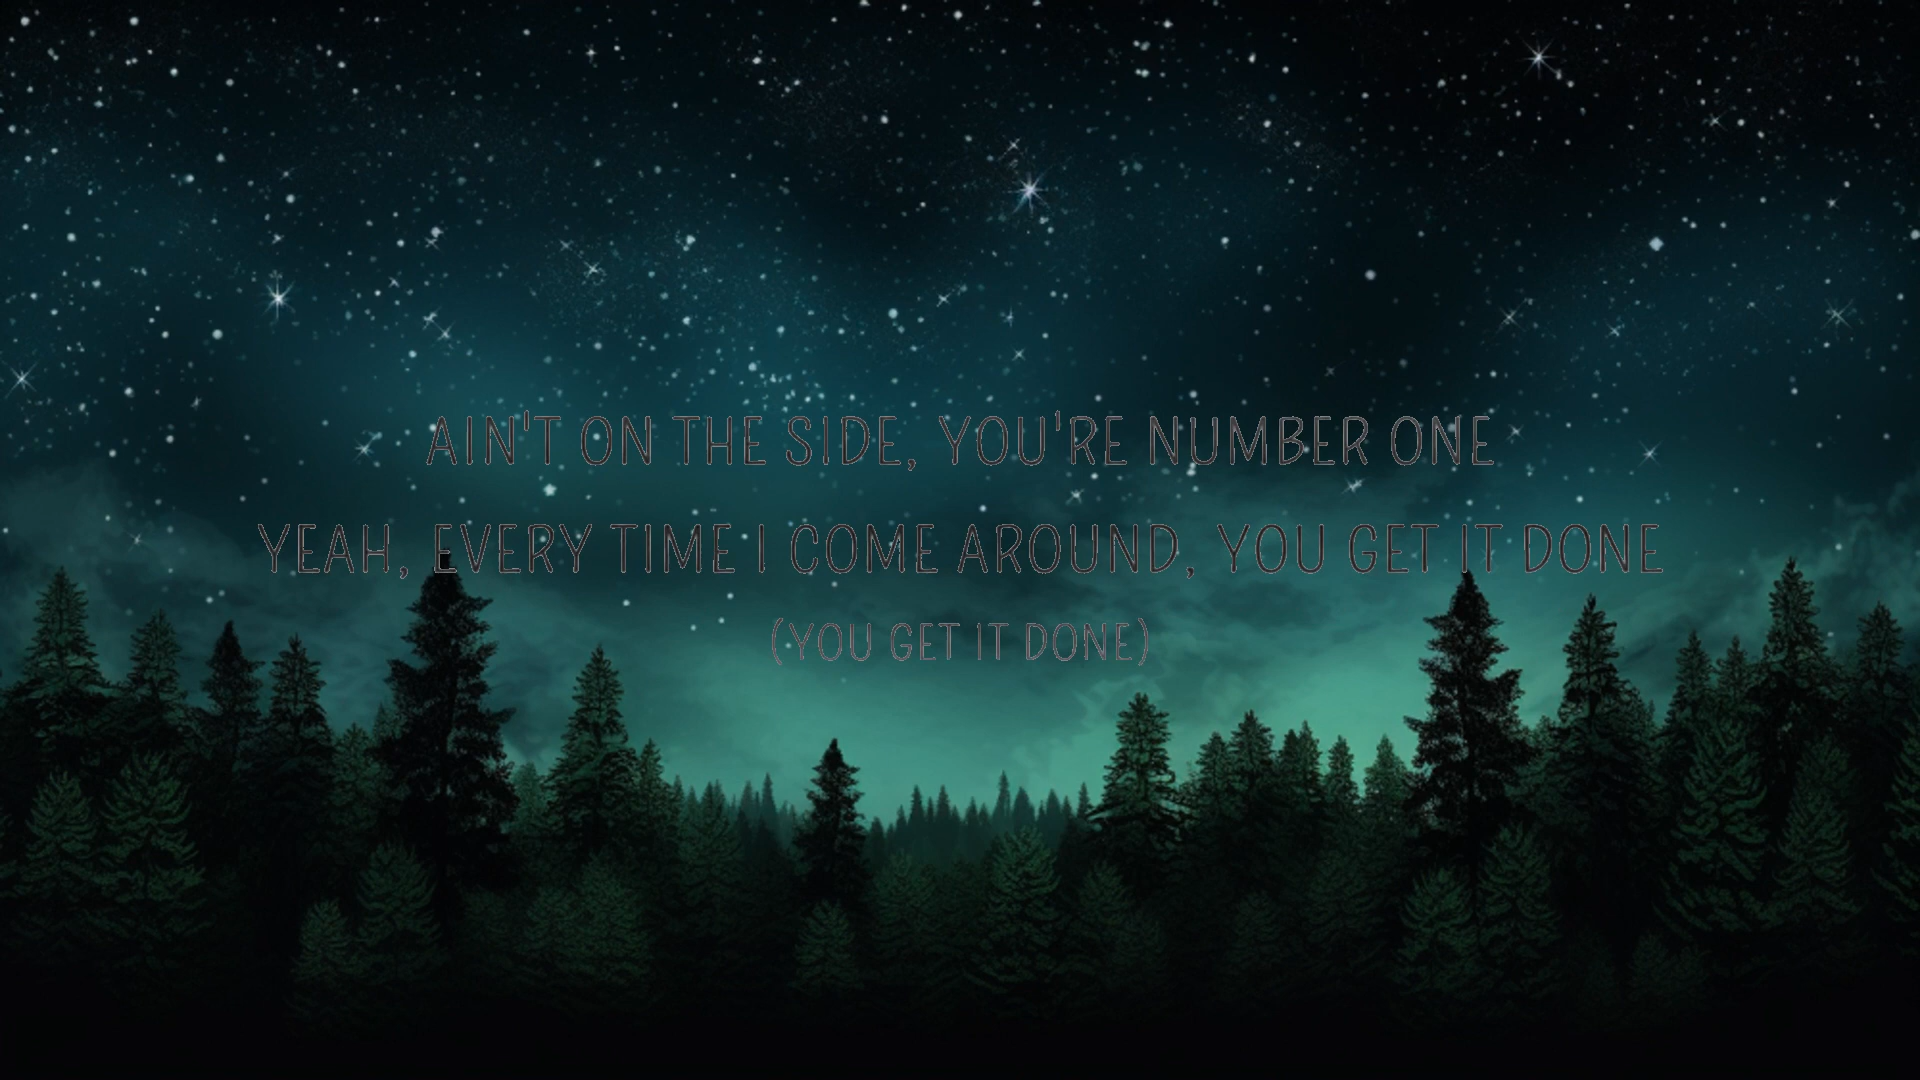 AIN'T ON THE SIDE, YOU'RE NUMBER ONE
YEAH, EVERY TIME I COME AROUND, YOU GET IT DONE
(YOU GET IT DONE)